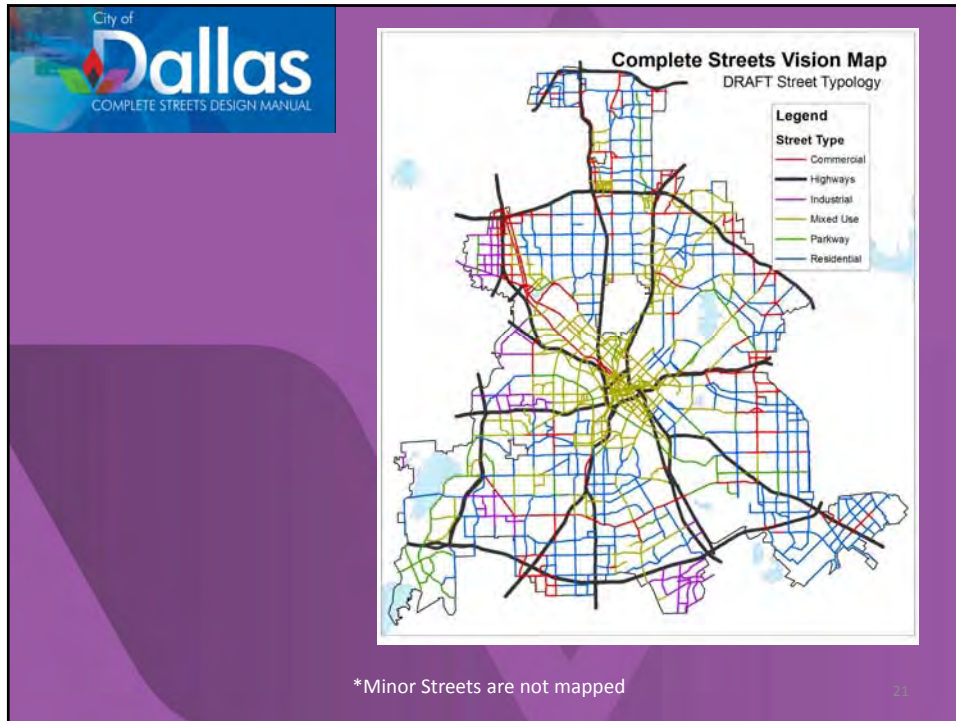 City of
Dallas
COMPLETE STREETS DESIGN MANUAL
Complete Streets Vision Map
DRAFT Street Typology
Legend
Street Type
Commercial
Highways
Industrial
Mixed Use
Parkway
Residential
*Minor Streets are not mapped
21